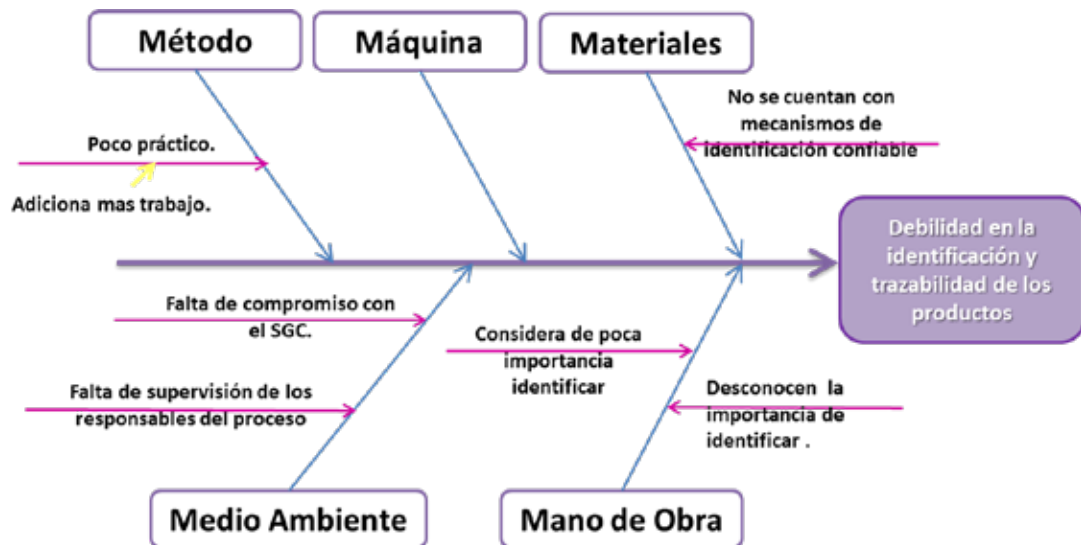 Método
Máquina
Materiales
Poco práctico.
Adiciona mas trabajo.
No se cuentan con
mecanismos de
identificación confiable
Debilidad en la
identificación y
trazabilidad de los
productos
Falta de compromiso con
el SGC.
Falta de supervisión de los
responsables del proceso
Considera de poca
importancia
identificar
Desconocen la
importancia de
identificar .
Medio Ambiente
Mano de Obra